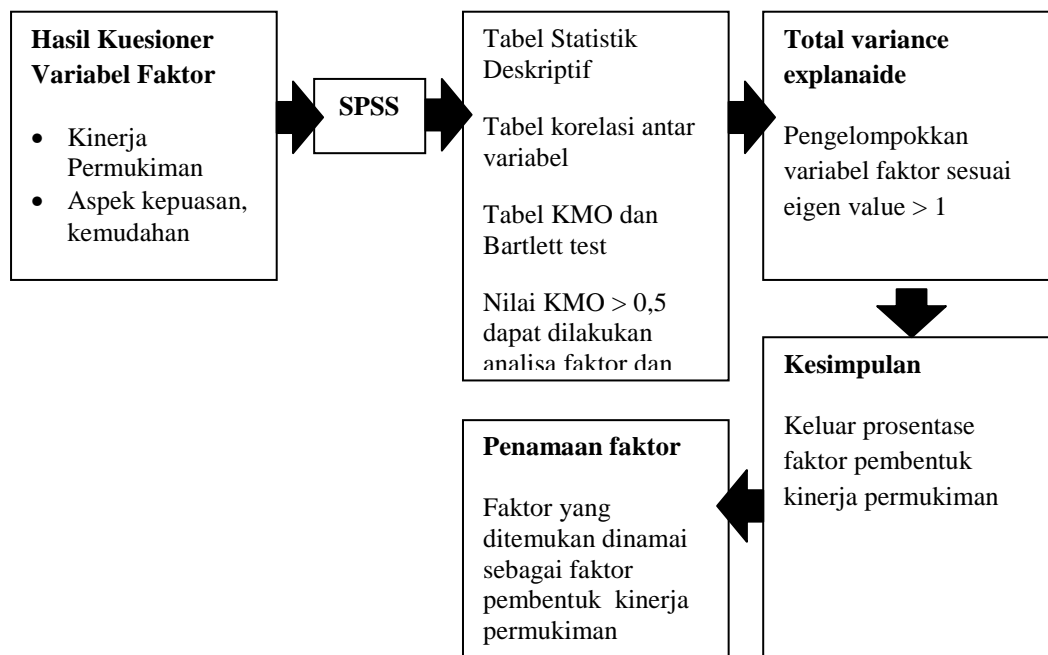 Hasil Kuesioner
Variabel Faktor
• Kinerja
Permukiman
• Aspek kepuasan,
kemudahan
SPSS
Tabel Statistik
Deskriptif
Tabel korelasi antar
variabel
Tabel KMO dan
Bartlett test
Nilai KMO > 0,5
dapat dilakukan
analisa faktor dan
Total variance
explanaide
Pengelompokkan
variabel faktor sesuai
eigen value > 1
Kesimpulan
Keluar prosentase
faktor pembentuk
kinerja permukiman
Penamaan faktor
Faktor yang
ditemukan dinamai
sebagai faktor
pembentuk kinerja
permukiman